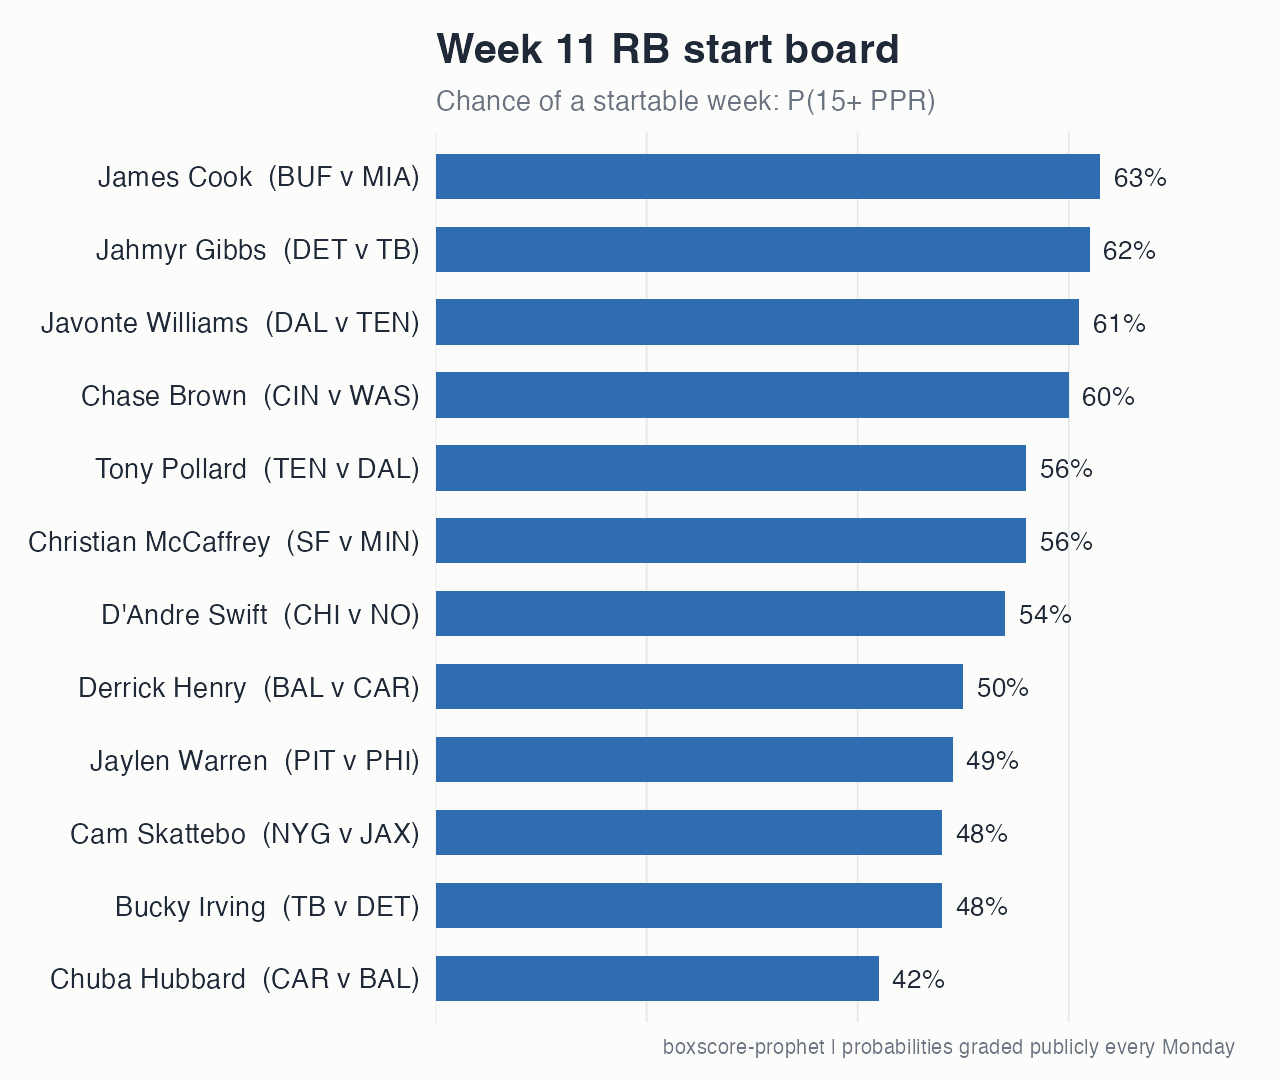 Week 11 RB start board
Chance of a startable week: P(15+ PPR)
James Cook (BUF v MIA) 63%
Jahmyr Gibbs (DET v TB) 62%
Javonte Williams (DAL v TEN) 61%
Chase Brown (CIN v WAS) 60%
Tony Pollard (TEN v DAL) 56%
Christian McCaffrey (SF v MIN) 56%
D'Andre Swift (CHI v NO) 54%
Derrick Henry (BAL v CAR) 50%
Jaylen Warren (PIT v PHI) 49%
Cam Skattebo (NYG v JAX) 48%
Bucky Irving (TB v DET) 48%
Chuba Hubbard (CAR v BAL) 42%
boxscore-prophet | probabilities graded publicly every Monday